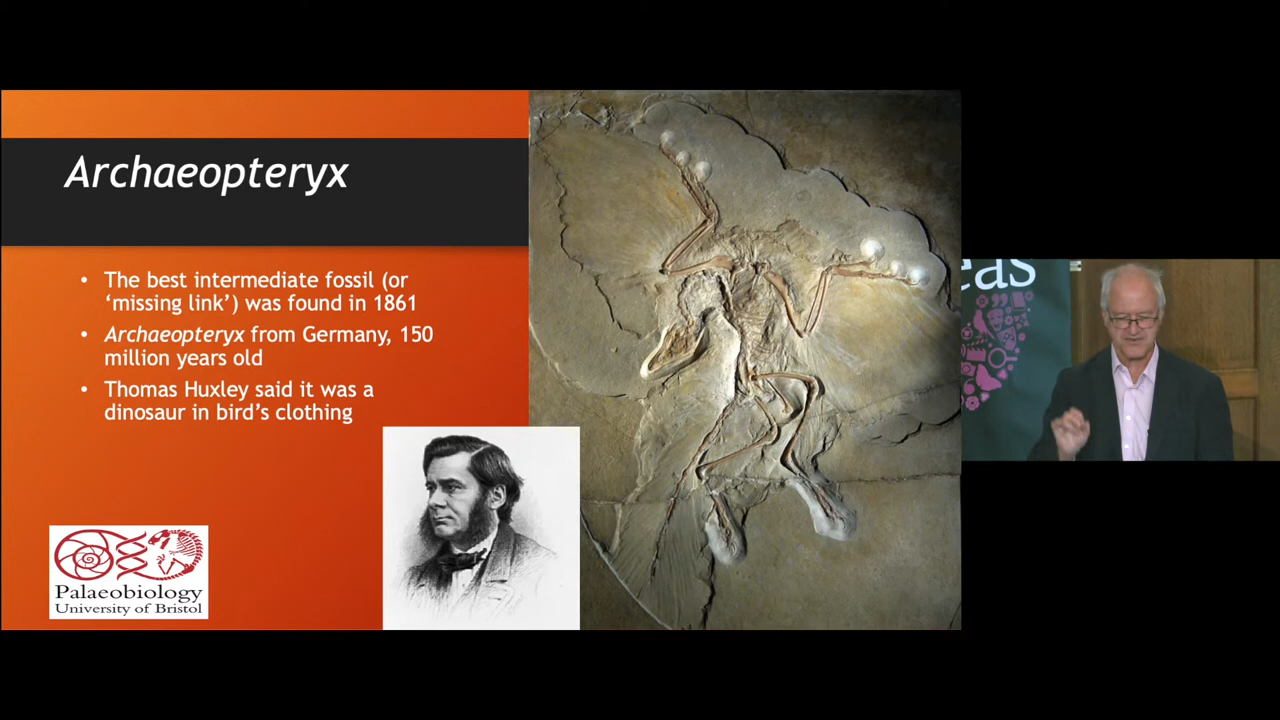 Archaeopteryx
• The best intermediate fossil (or
‘missing link’) was found in 1861
• Archaeopteryx from Germany, 150
million years old
• Thomas Huxley said it was a
dinosaur in bird’s clothing
Palaeobiology
University of Bristol
eas